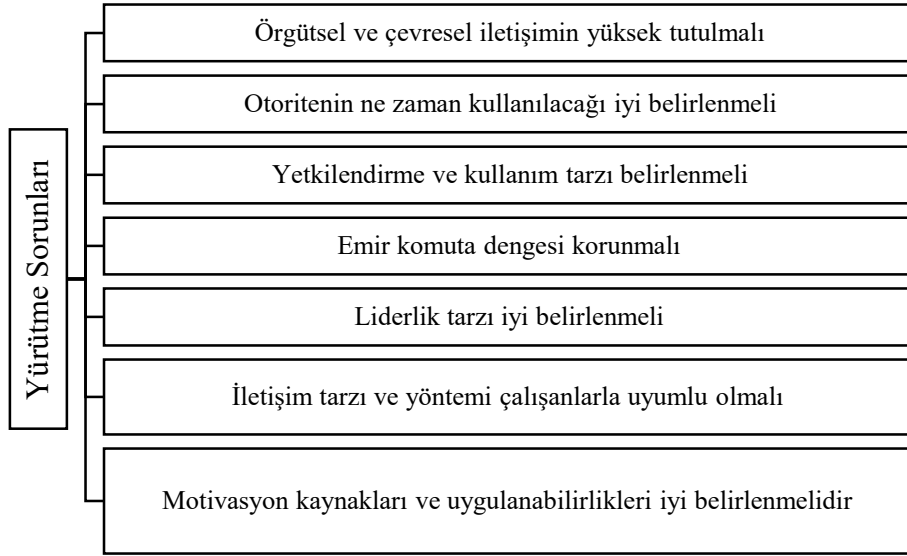 Yürütme Sorunları
Örgütsel ve çevresel iletişimin yüksek tutulmalı
Otoritenin ne zaman kullanılacağı iyi belirlenmeli
Yetkilendirme ve kullanım tarzı belirlenmeli
Emir komuta dengesi korunmalı
Liderlik tarzı iyi belirlenmeli
İletişim tarzı ve yöntemi çalışanlarla uyumlu olmalı
Motivasyon kaynakları ve uygulanabilirlikleri iyi belirlenmelidir